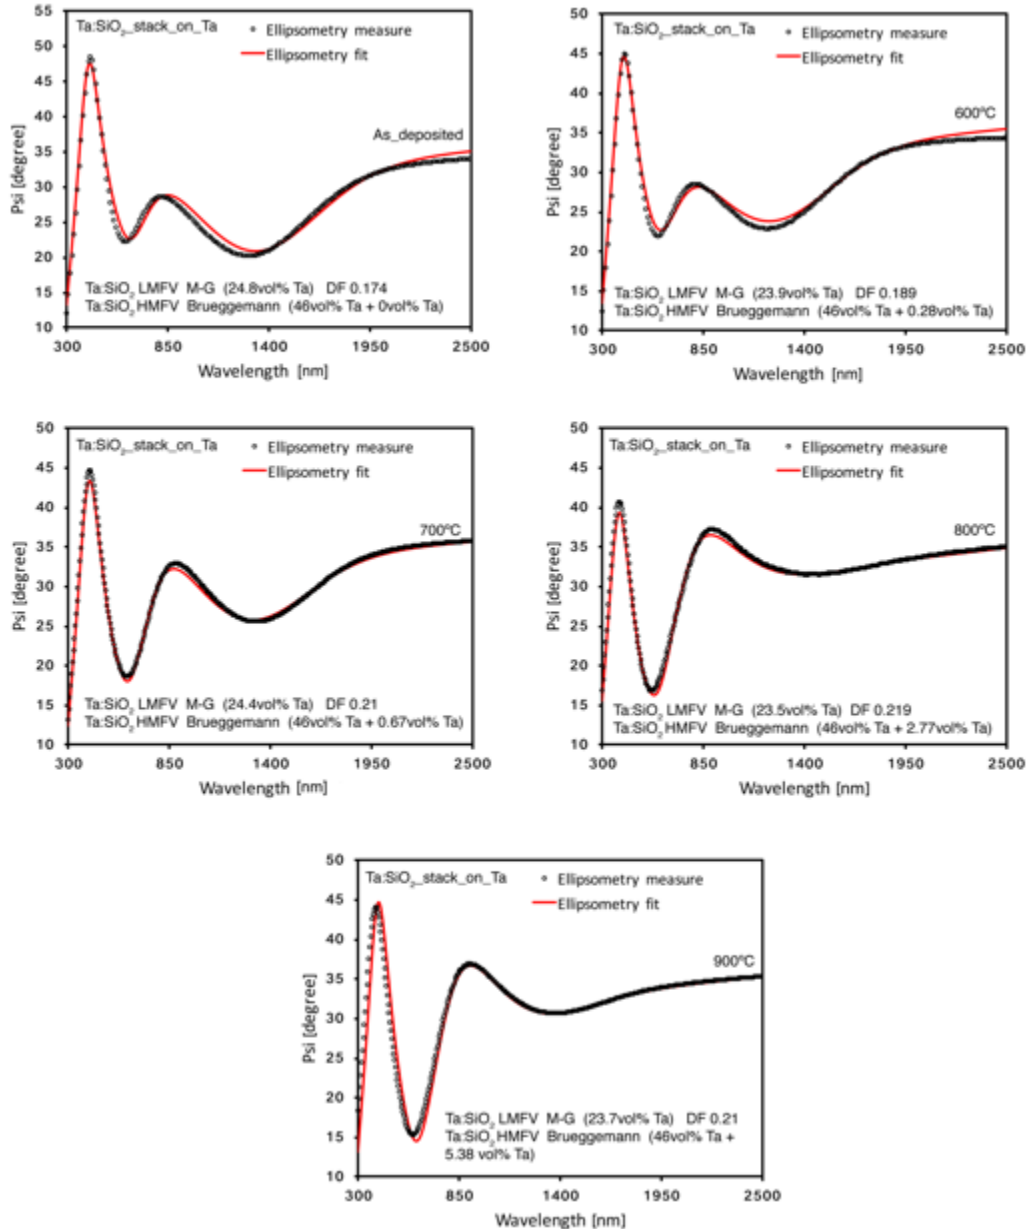 55
50
45
40
35
30
25
20
15
10
Psi [degree]
Ta:SiO2_stack_on_Ta
Ellipsometry measure
Ellipsometry fit
As_deposited
Ta:SiO2 LMFV M-G (24.8vol% Ta) DF 0.174
Ta:SiO2 HMFV Brueggemann (46vol% Ta + 0vol% Ta)
300 850 1400 1950 2500
Wavelength [nm]
50
45
40
35
30
25
20
15
10
Psi [degree]
Ta:SiO2_stack_on_Ta
Ellipsometry measure
Ellipsometry fit
600ºC
Ta:SiO2 LMFV M-G (23.9vol% Ta) DF 0.189
Ta:SiO2 HMFV Brueggemann (46vol% Ta + 0.28vol% Ta)
300 850 1400 1950 2500
Wavelength [nm]
50
45
40
35
30
25
20
15
10
Psi [degree]
Ta:SiO2_stack_on_Ta
Ellipsometry measure
Ellipsometry fit
700ºC
Ta:SiO2 LMFV M-G (24.4vol% Ta) DF 0.21
Ta:SiO2 HMFV Brueggemann (46vol% Ta + 0.67vol% Ta)
300 850 1400 1950 2500
Wavelength [nm]
50
45
40
35
30
25
20
15
10
Psi [degree]
Ta:SiO2_stack_on_Ta
Ellipsometry measure
Ellipsometry fit
800ºC
Ta:SiO2 LMFV M-G (23.5vol% Ta) DF 0.219
Ta:SiO2 HMFV Brueggemann (46vol% Ta + 2.77vol% Ta)
300 850 1400 1950 2500
Wavelength [nm]
50
45
40
35
30
25
20
15
10
Psi [degree]
Ta:SiO2_stack_on_Ta
Ellipsometry measure
Ellipsometry fit
900ºC
Ta:SiO2 LMFV M-G (23.7vol% Ta) DF 0.21
Ta:SiO2 HMFV Brueggemann (46vol% Ta +
5.38 vol% Ta)
300 850 1400 1950 2500
Wavelength [nm]